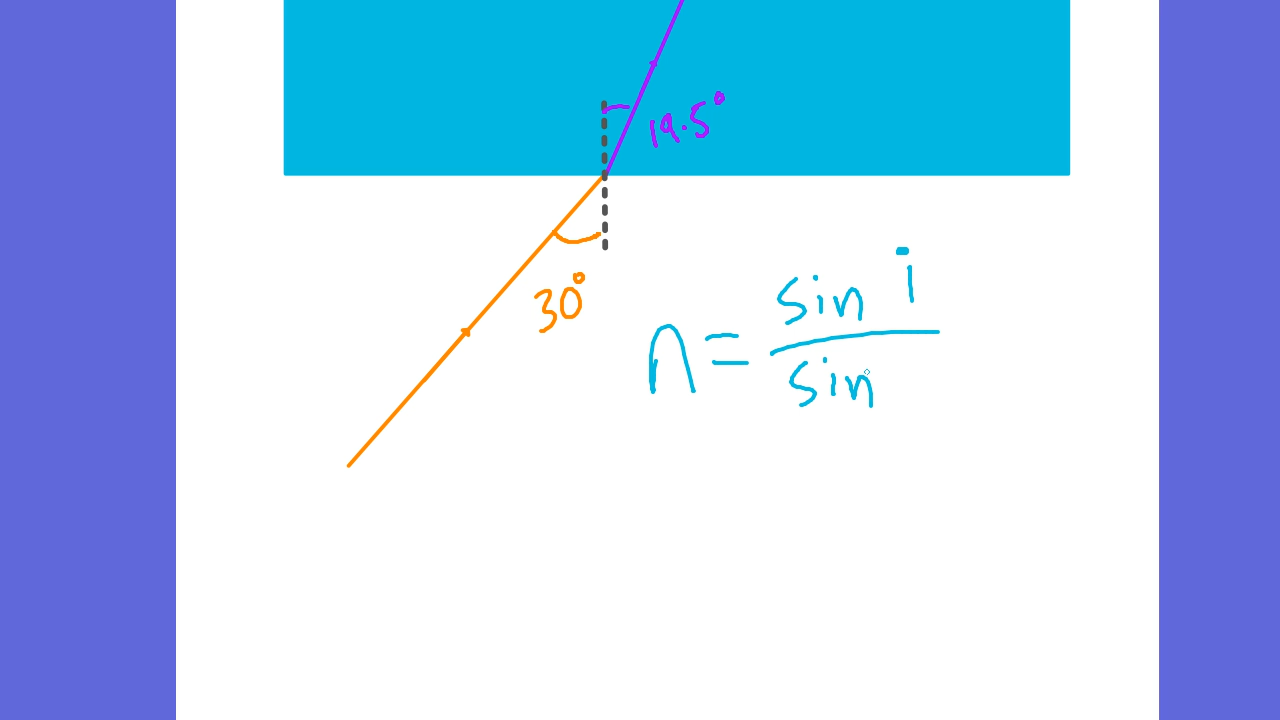 19.5°
30°
n = sin i
sin